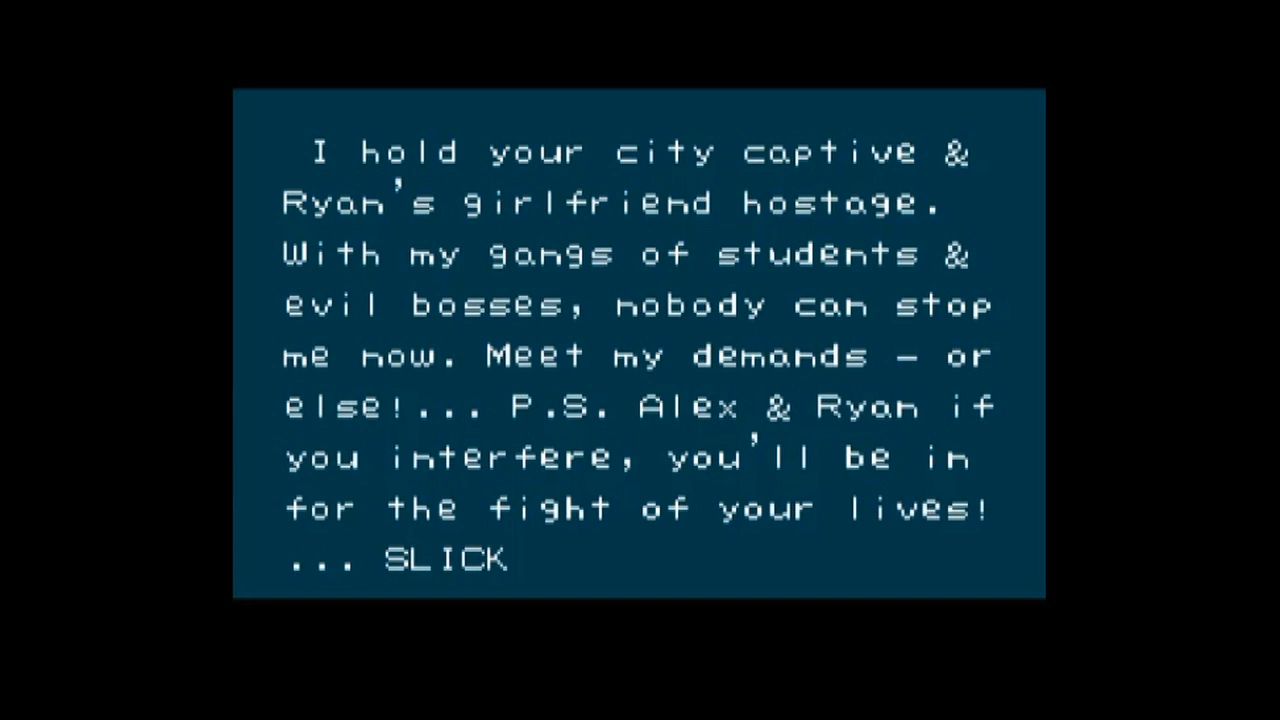 I hold your city captive &
Ryan's girlfriend hostage.
With my gangs of students &
evil bosses, nobody can stop
me now. Meet my demands - or
else!... P.S. Alex & Ryan if
you interfere, you'll be in
for the fight of your lives!
... SLICK